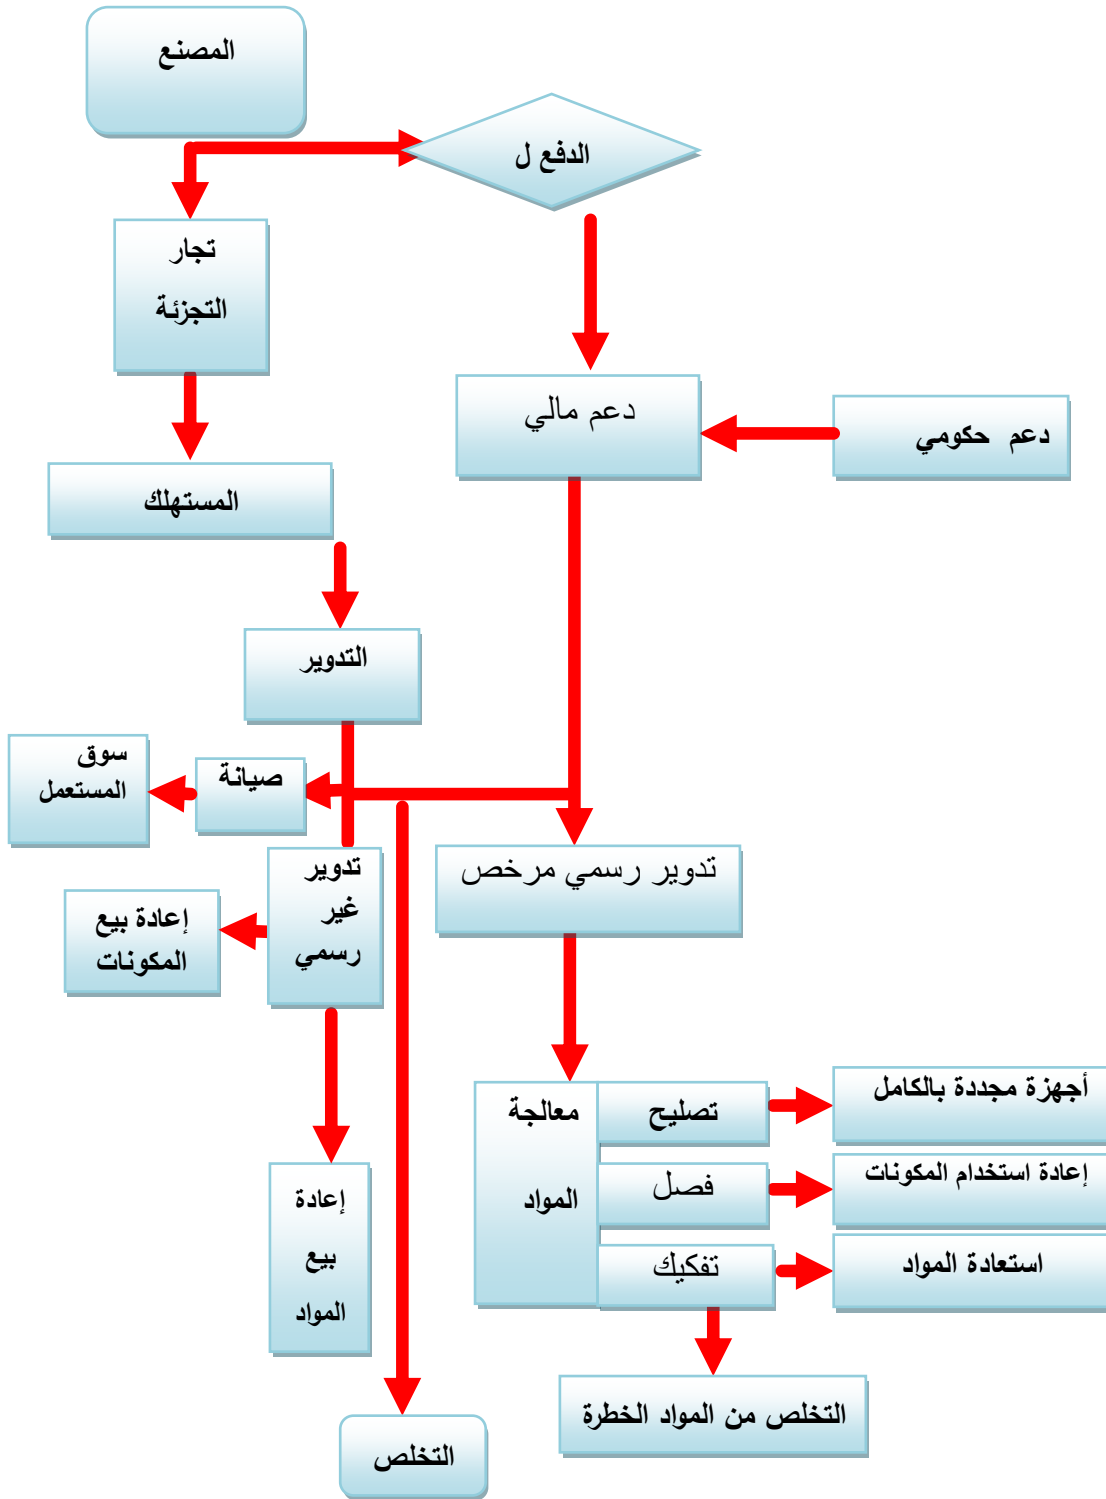 المصنع
الدفع ل
تجار
التجزئة
دعم مالي
دعم حكومي
المستهلك
التدوير
سوق
المستعمل
صيانة
تدوير
غير
رسمي
تدوير رسمي مرخص
إعادة بيع
المكونات
معالجة
المواد
تصليح
أجهزة مجددة بالكامل
فصل
إعادة استخدام المكونات
تفكيك
استعادة المواد
إعادة
بيع
المواد
التخلص من المواد الخطرة
التخلص